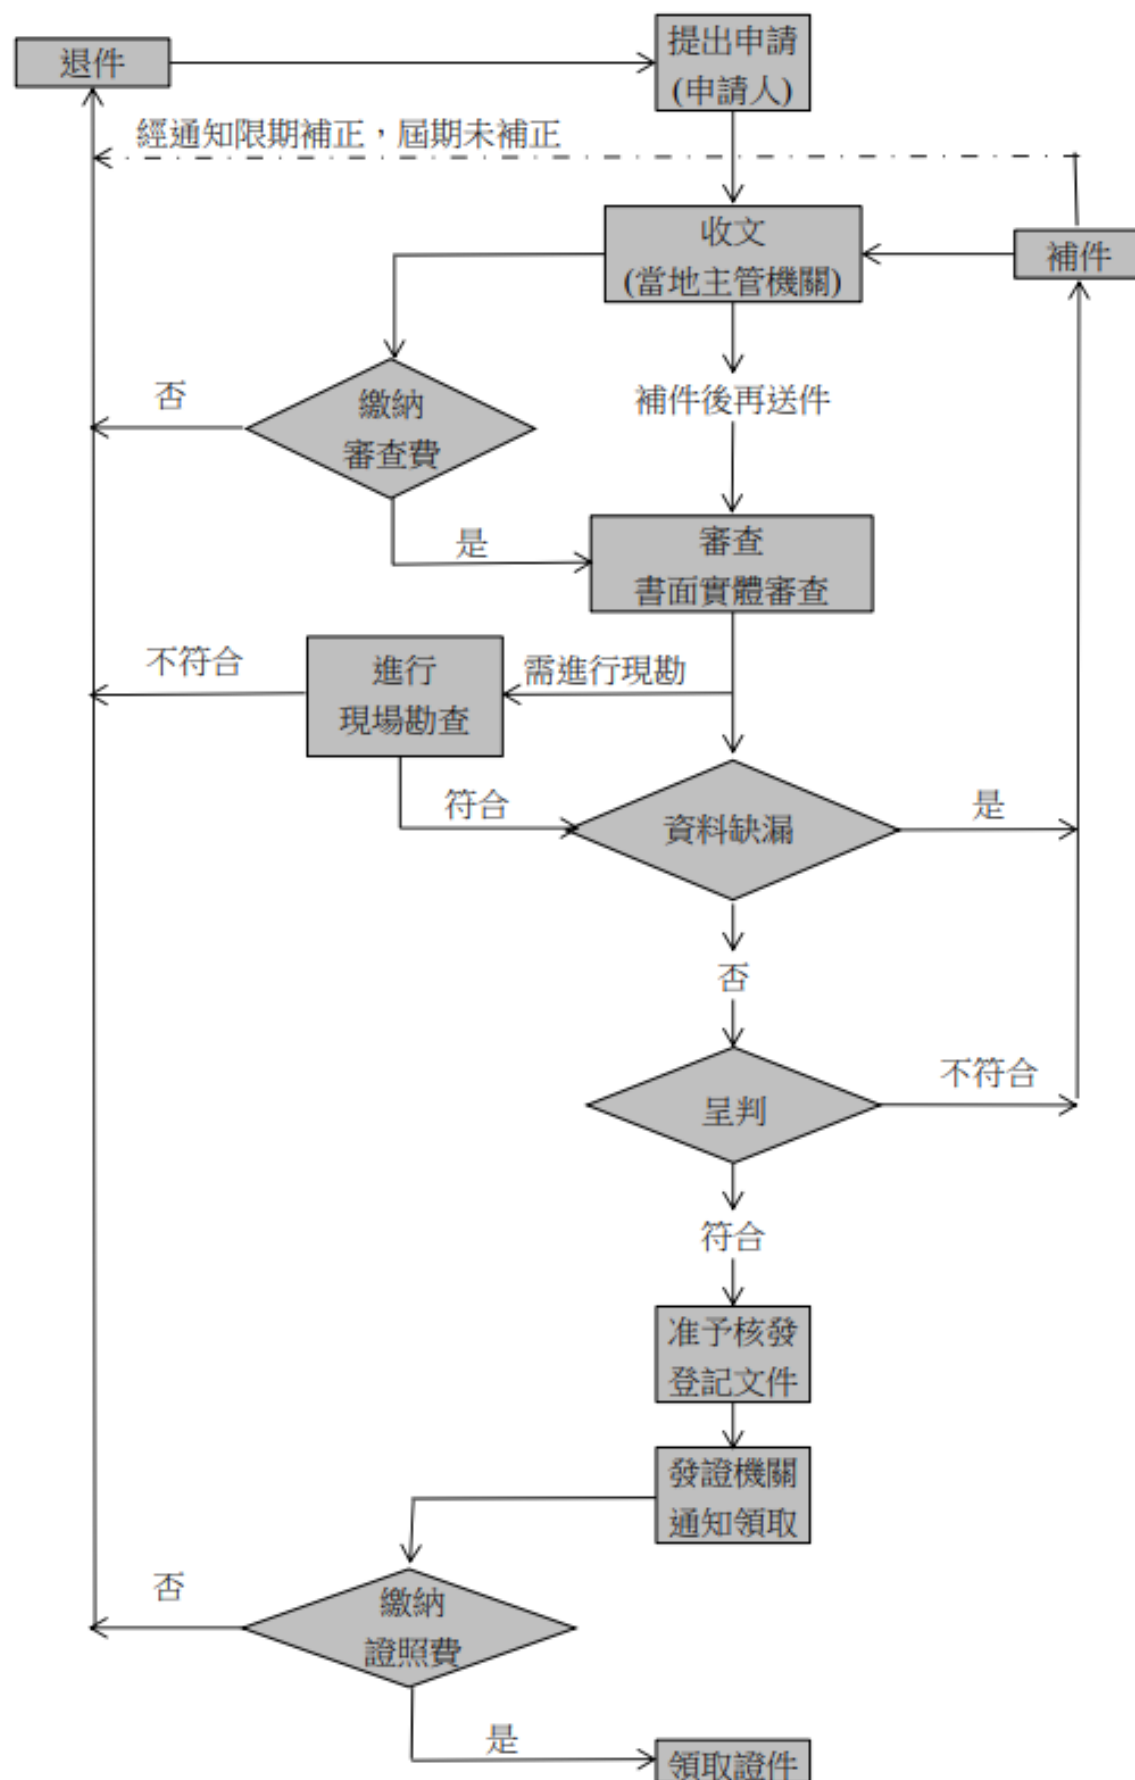 退件
提出申請
(申請人)
經通知限期補正，屆期未補正
收文
(當地主管機關)
補件
否
繳納
審查費
補件後再送件
是
審查
書面實體審查
不符合
進行
現場勘查
需進行現勘
符合
資料缺漏
是
否
呈判
不符合
符合
准予核發
登記文件
發證機關
通知領取
否
繳納
證照費
是
領取證件